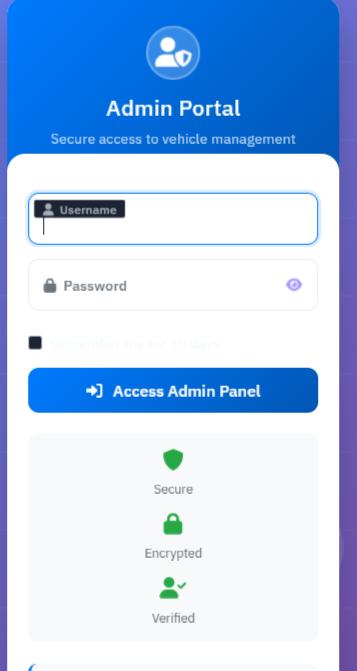 Admin Portal
Secure access to vehicle management
Username
Password
Remember me for 30 days
Access Admin Panel
Secure
Encrypted
Verified